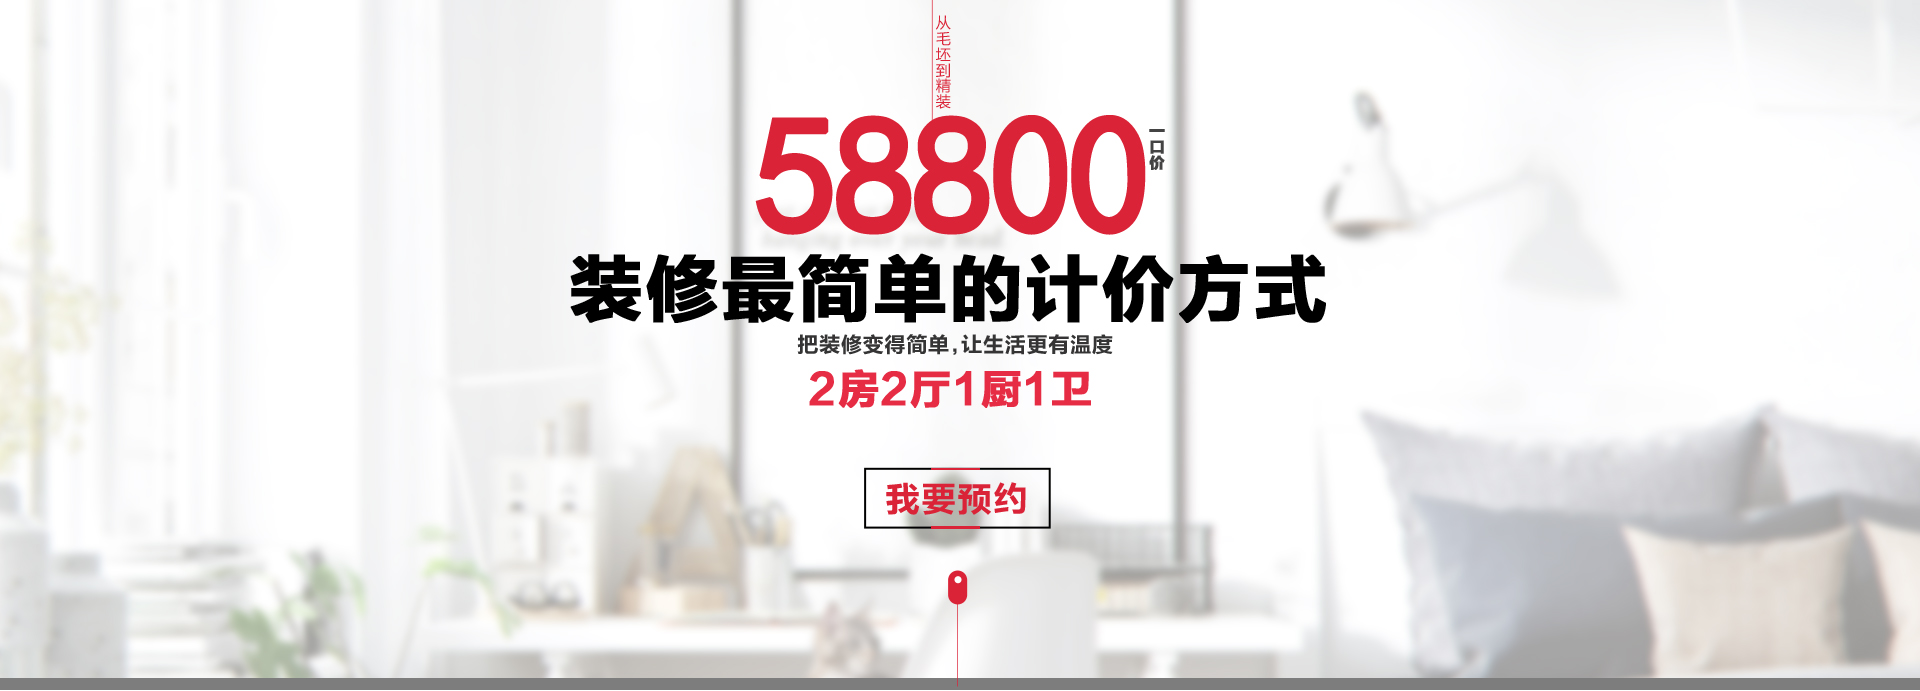 从毛坯到精装
58800
一口价
装修最简单的计价方式
把装修变得简单,让生活更有温度
2房2厅1厨1卫
我要预约